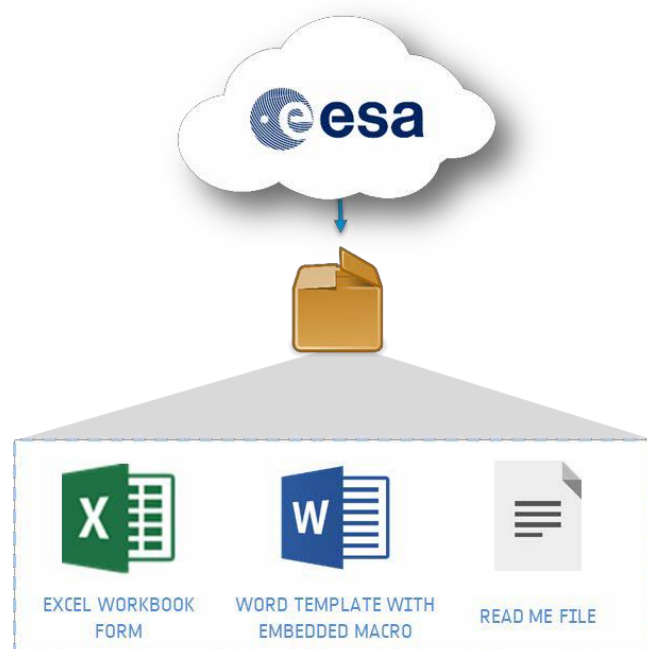 esa
X
W
EXCEL WORKBOOK
FORM
WORD TEMPLATE WITH
EMBEDDED MACRO
READ ME FILE